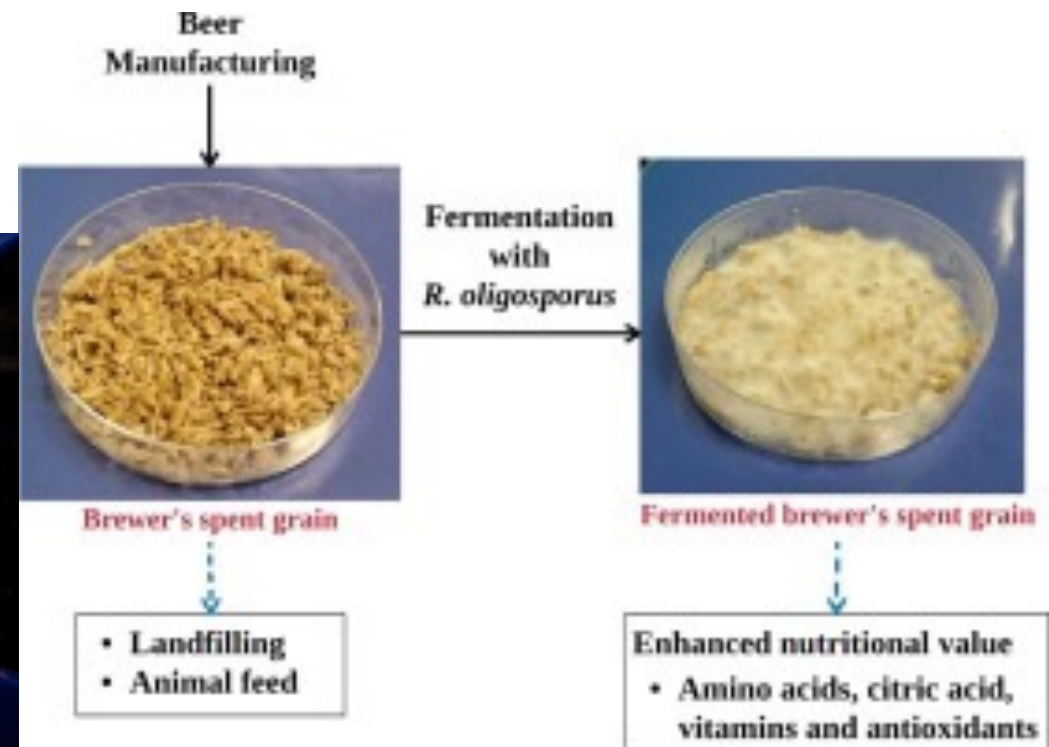 Beer
Manufacturing
Fermentation
with
R. oligosporus
Brewer's spent grain
Fermented brewer's spent grain
• Landfilling
• Animal feed
Enhanced nutritional value
• Amino acids, citric acid,
vitamins and antioxidants